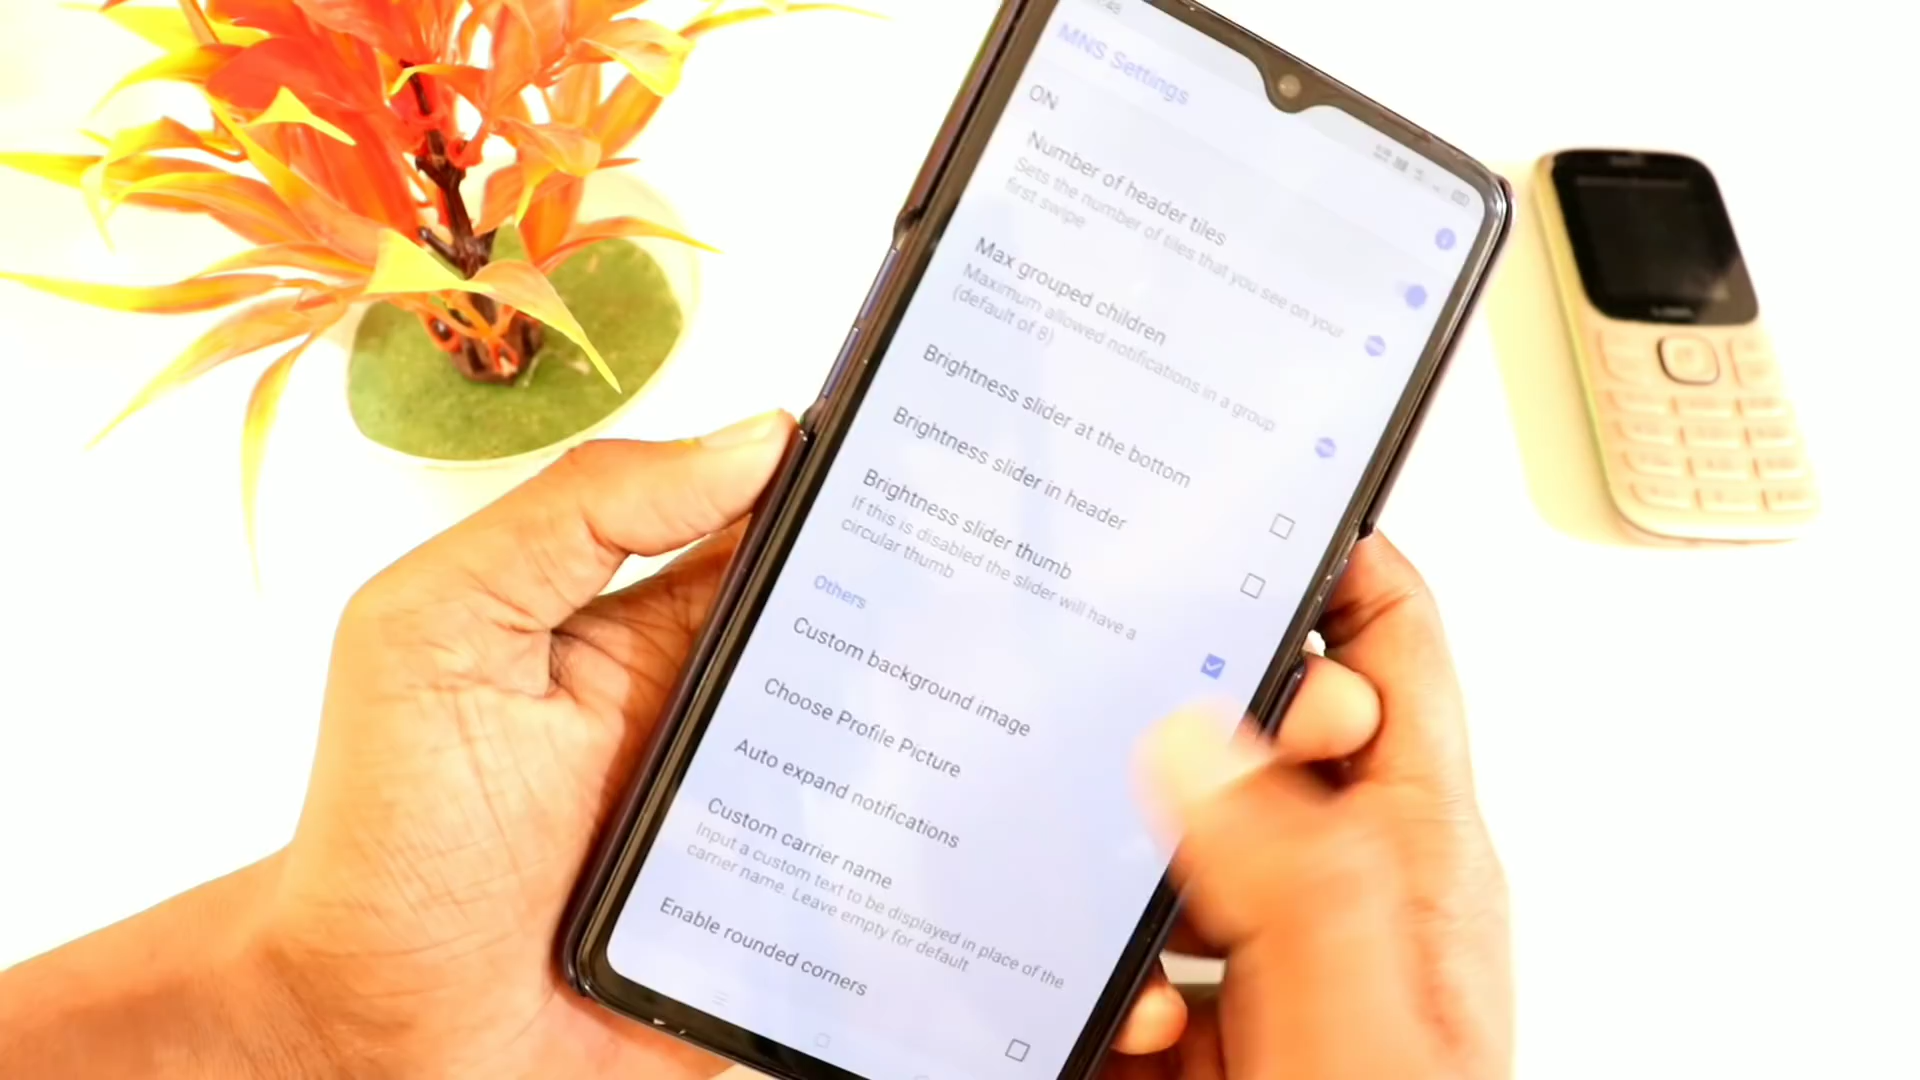 MNS Settings
ON
Number of header tiles
Sets the number of tiles that you see on your
first swipe
Max grouped children
Maximum allowed notifications in a group
(default of 8)
Brightness slider at the bottom
Brightness slider in header
Brightness slider thumb
If this is disabled the slider will have a
circular thumb
Others
Custom background image
Choose Profile Picture
Auto expand notifications
Custom carrier name
Input a custom text to be displayed in place of the
carrier name. Leave empty for default
Enable rounded corners